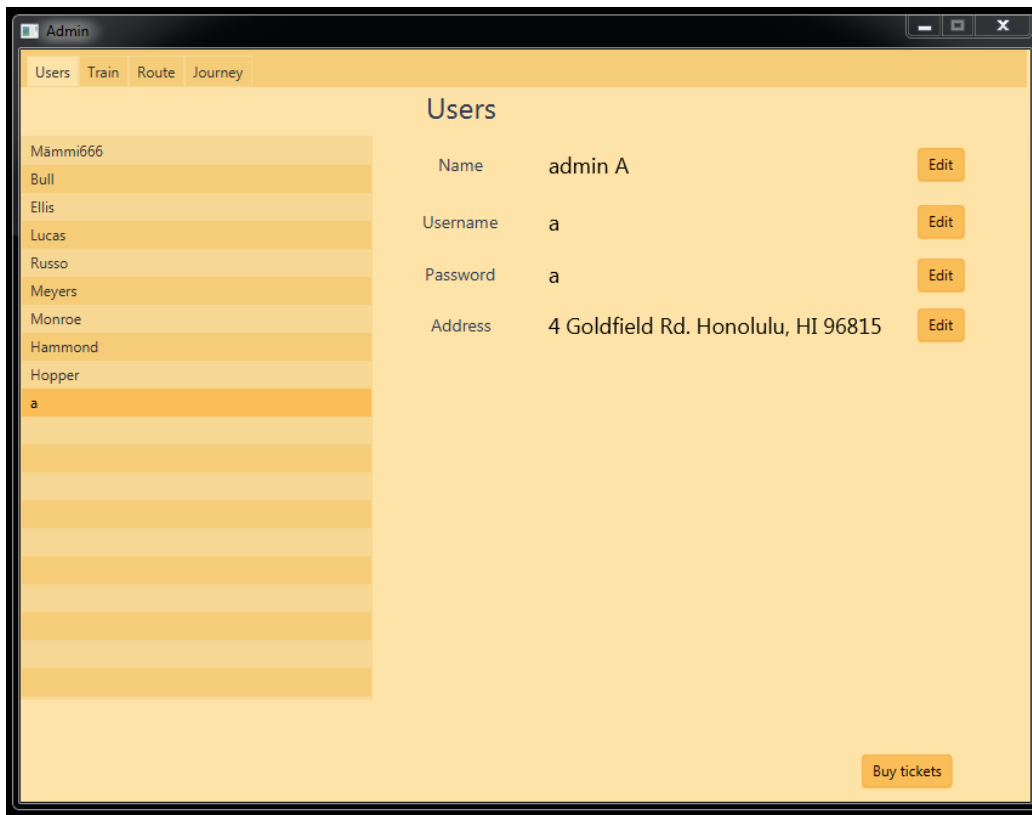 Admin
Users Train Route Journey
Users
Mämmi666
Bull
Ellis
Lucas
Russo
Meyers
Monroe
Hammond
Hopper
a
Name admin A Edit
Username a Edit
Password a Edit
Address 4 Goldfield Rd. Honolulu, HI 96815 Edit
Buy tickets